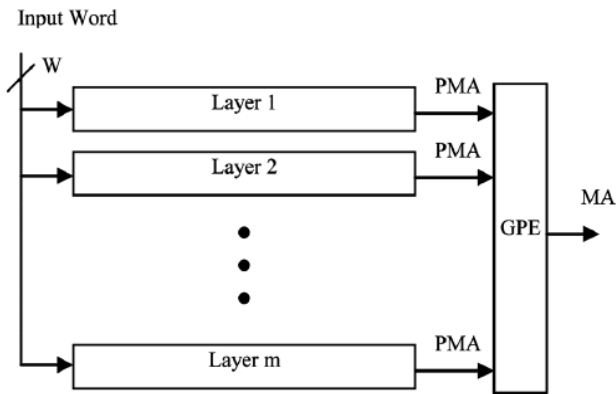 Input Word
W
PMA
Layer 1
PMA
Layer 2
MA
GPE
PMA
Layer m